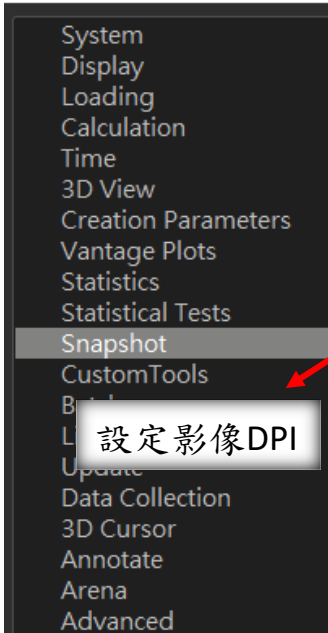 System
Display
Loading
Calculation
Time
3D View
Creation Parameters
Vantage Plots
Statistics
Statistical Tests
Snapshot
CustomTools
設定影像DPI
Update
Data Collection
3D Cursor
Annotate
Arena
Advanced